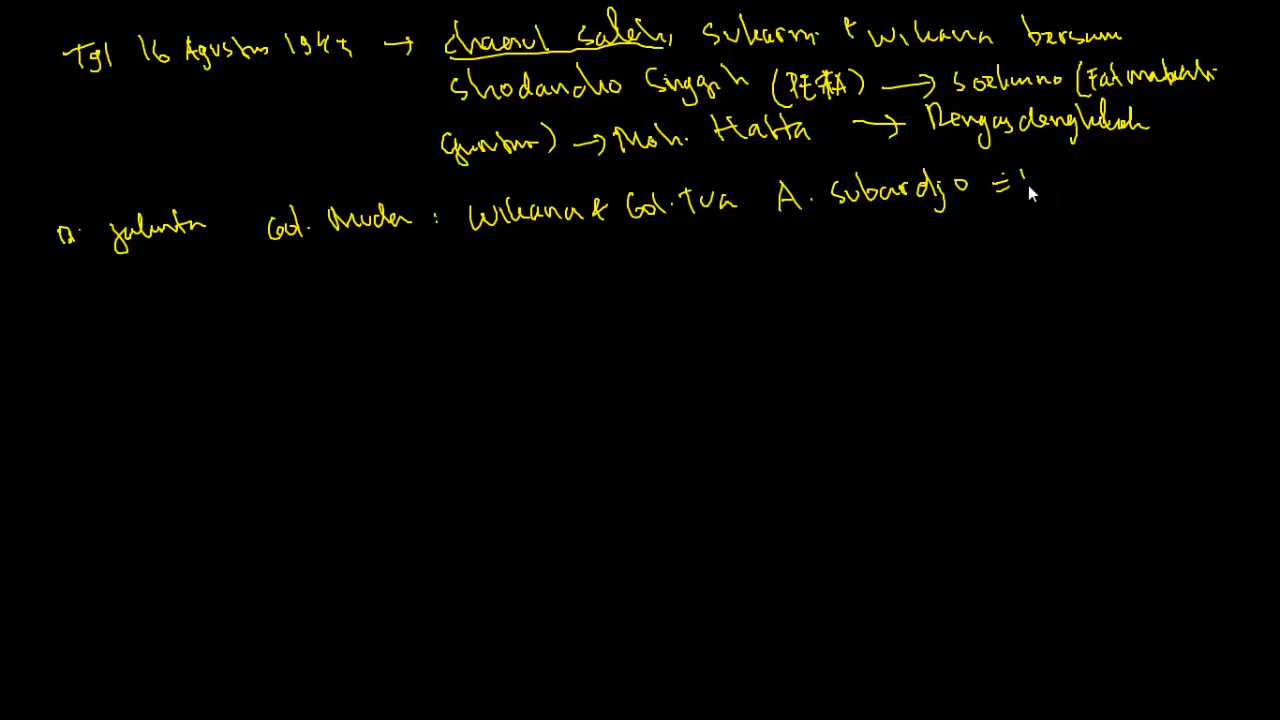 Tgl 16 Agustus 1945 → chaerul saleh, sukarni & wikana bersama
shodancho Singgih (PETA) → soekarno (Fatmawati-
Guntur) → Moh. Hatta → Rengasdengklok
Di Jakarta Gol. Muda : Wikana & Gol. Tua A. Subardjo =